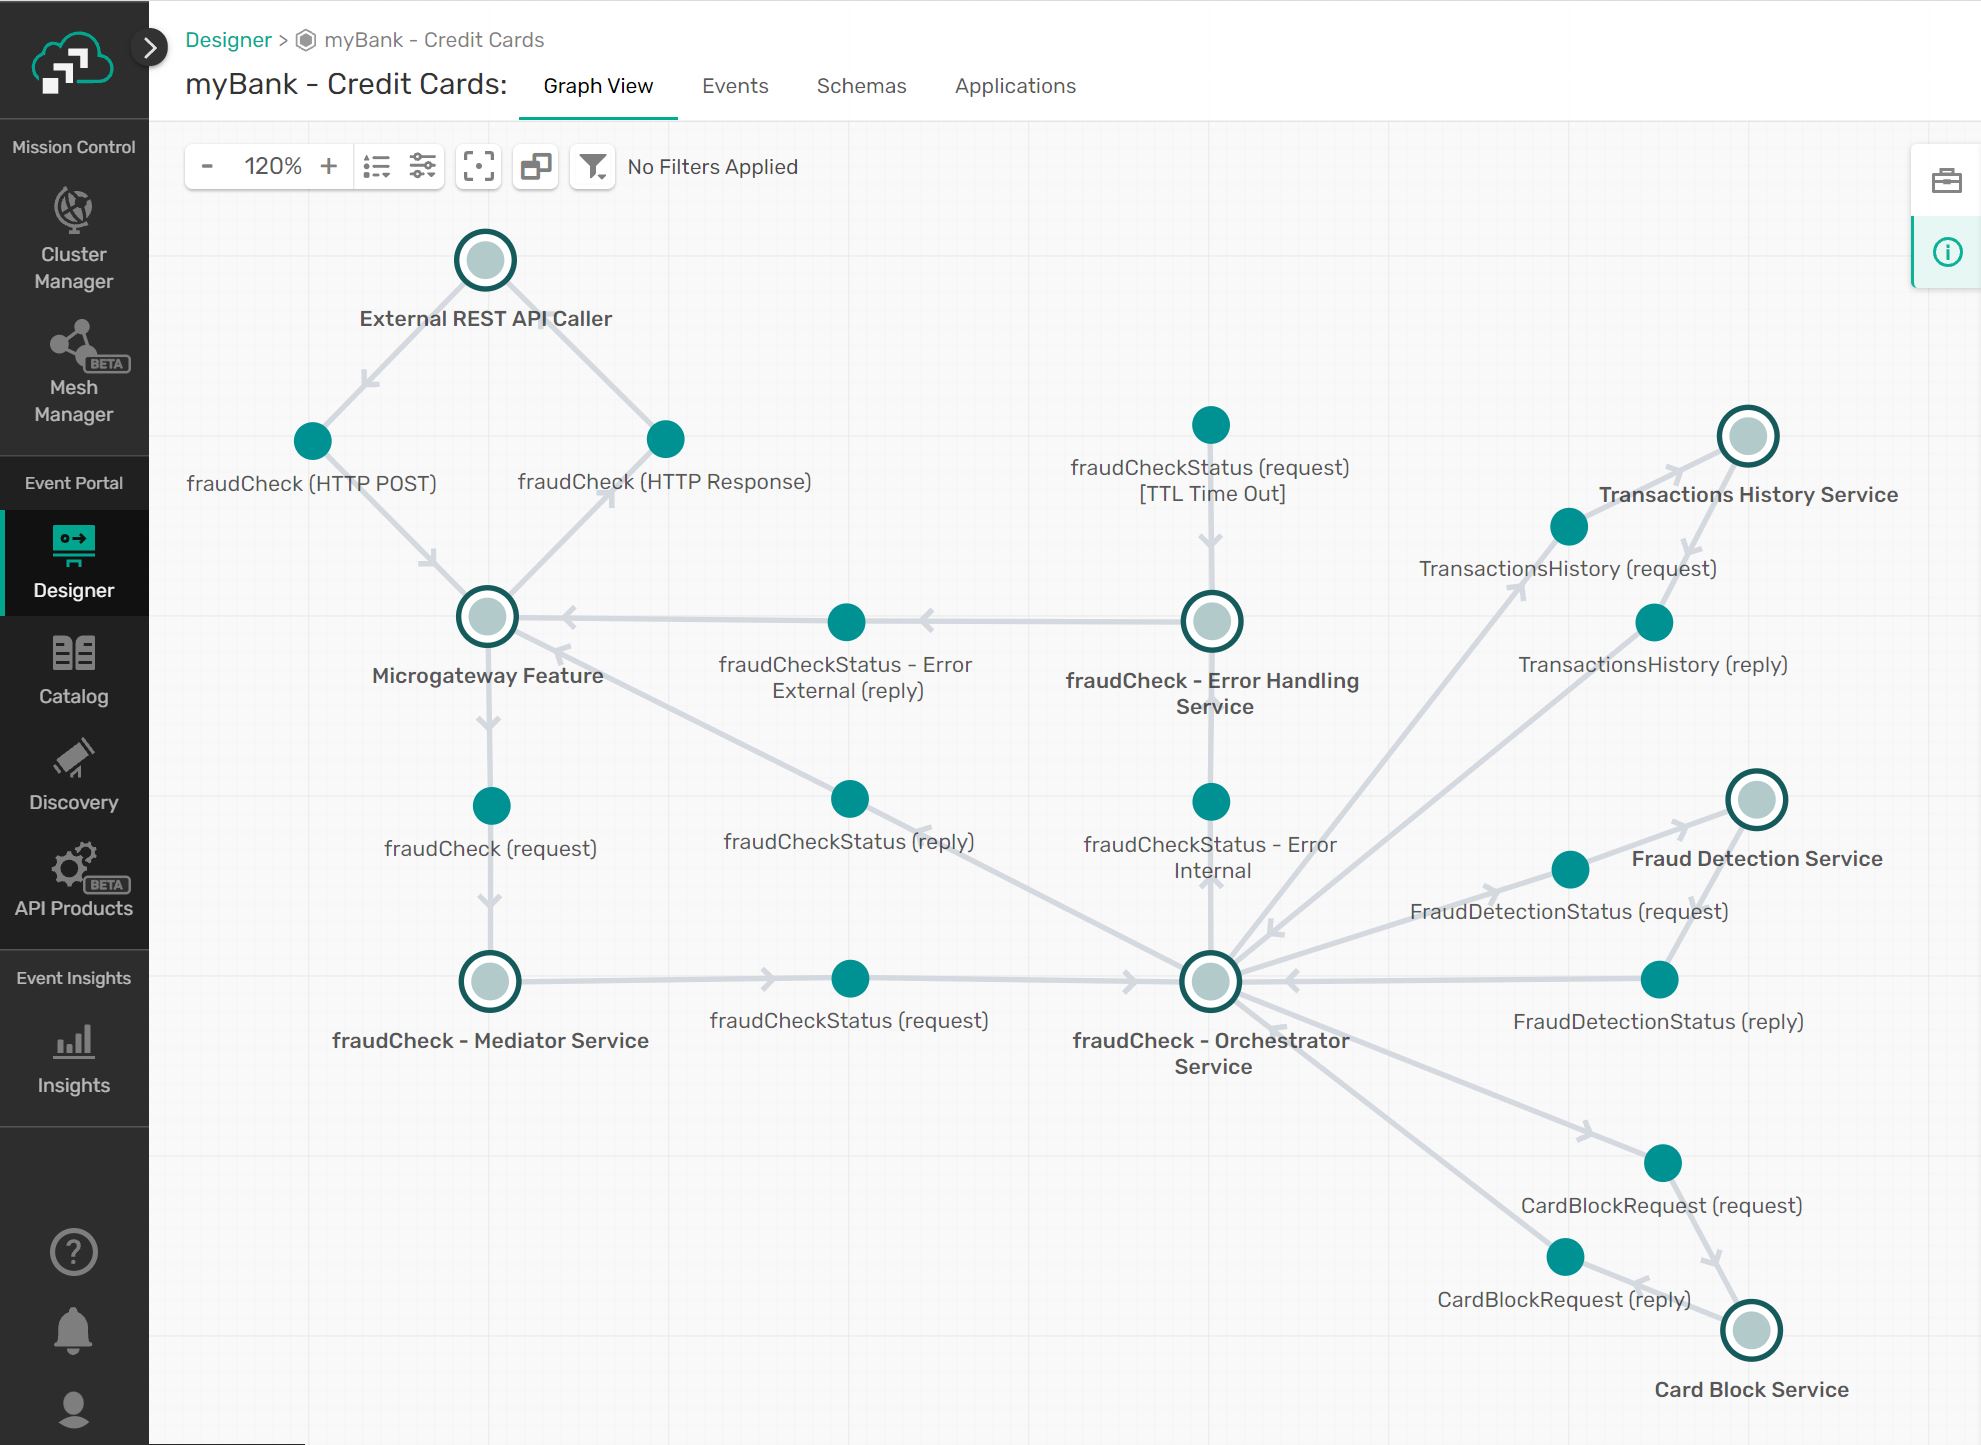 Designer > myBank - Credit Cards
myBank - Credit Cards:
Graph View
Events
Schemas
Applications
- 120% +
No Filters Applied
Mission Control
Cluster
Manager
BETA
Mesh
Manager
Event Portal
Designer
Catalog
Discovery
BETA
API Products
Event Insights
Insights
?
External REST API Caller
fraudCheck (HTTP POST)
fraudCheck (HTTP Response)
fraudCheckStatus (request)
[TTL Time Out]
Transactions History Service
TransactionsHistory (request)
TransactionsHistory (reply)
Microgateway Feature
fraudCheckStatus - Error
External (reply)
fraudCheck - Error Handling
Service
fraudCheck (request)
fraudCheckStatus (reply)
fraudCheckStatus - Error
Internal
Fraud Detection Service
FraudDetectionStatus (request)
FraudDetectionStatus (reply)
fraudCheck - Mediator Service
fraudCheckStatus (request)
fraudCheck - Orchestrator
Service
CardBlockRequest (request)
CardBlockRequest (reply)
Card Block Service